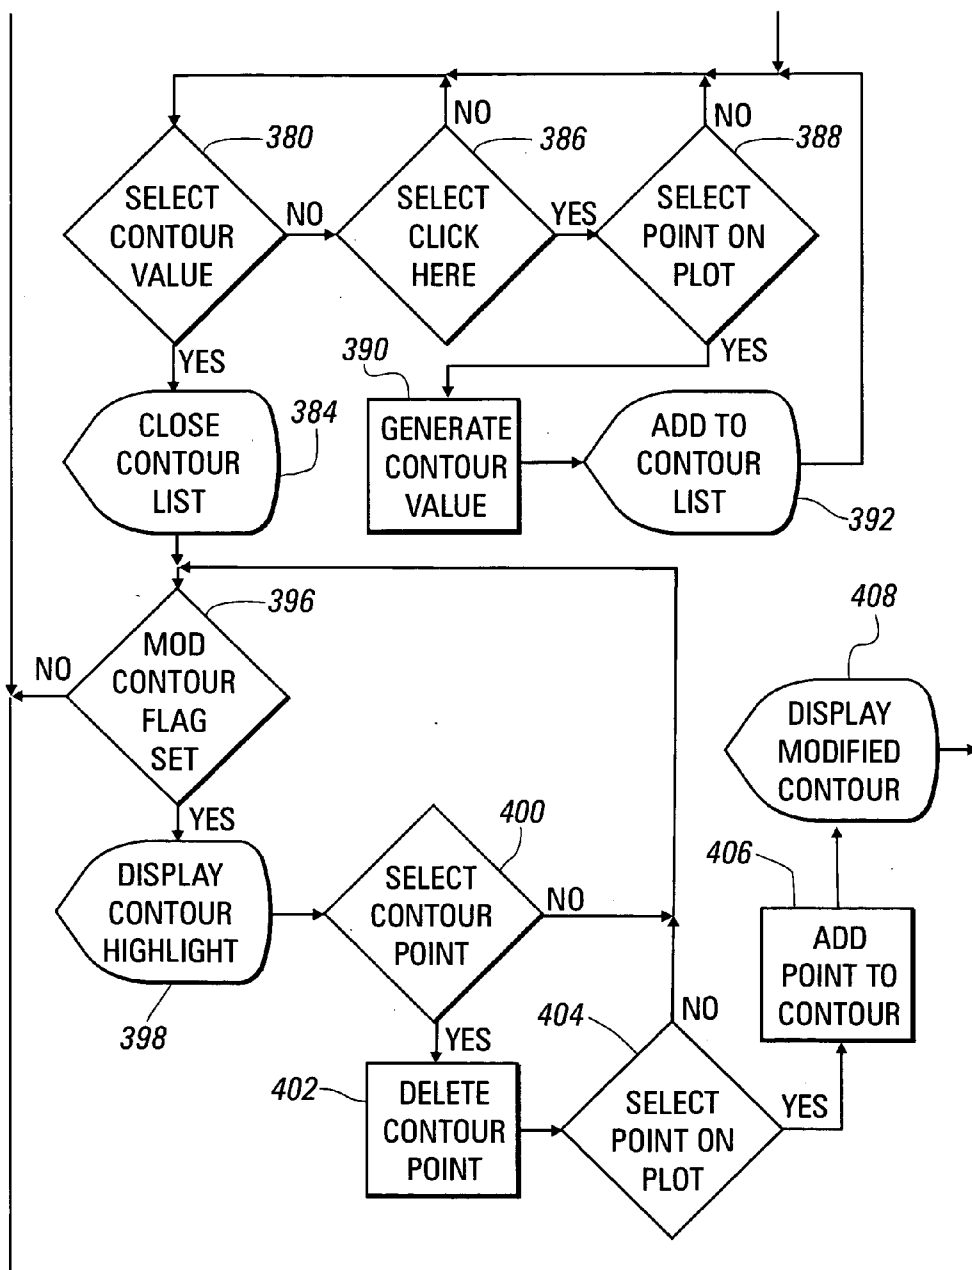 380
SELECT
CONTOUR
VALUE
NO
YES
386
SELECT
CLICK
HERE
NO
YES
388
SELECT
POINT ON
PLOT
NO
YES
384
CLOSE
CONTOUR
LIST
390
GENERATE
CONTOUR
VALUE
ADD TO
CONTOUR
LIST
392
396
MOD
CONTOUR
FLAG
SET
NO
YES
408
DISPLAY
MODIFIED
CONTOUR
DISPLAY
CONTOUR
HIGHLIGHT
398
400
SELECT
CONTOUR
POINT
NO
YES
406
ADD
POINT TO
CONTOUR
402
DELETE
CONTOUR
POINT
404
SELECT
POINT ON
PLOT
NO
YES